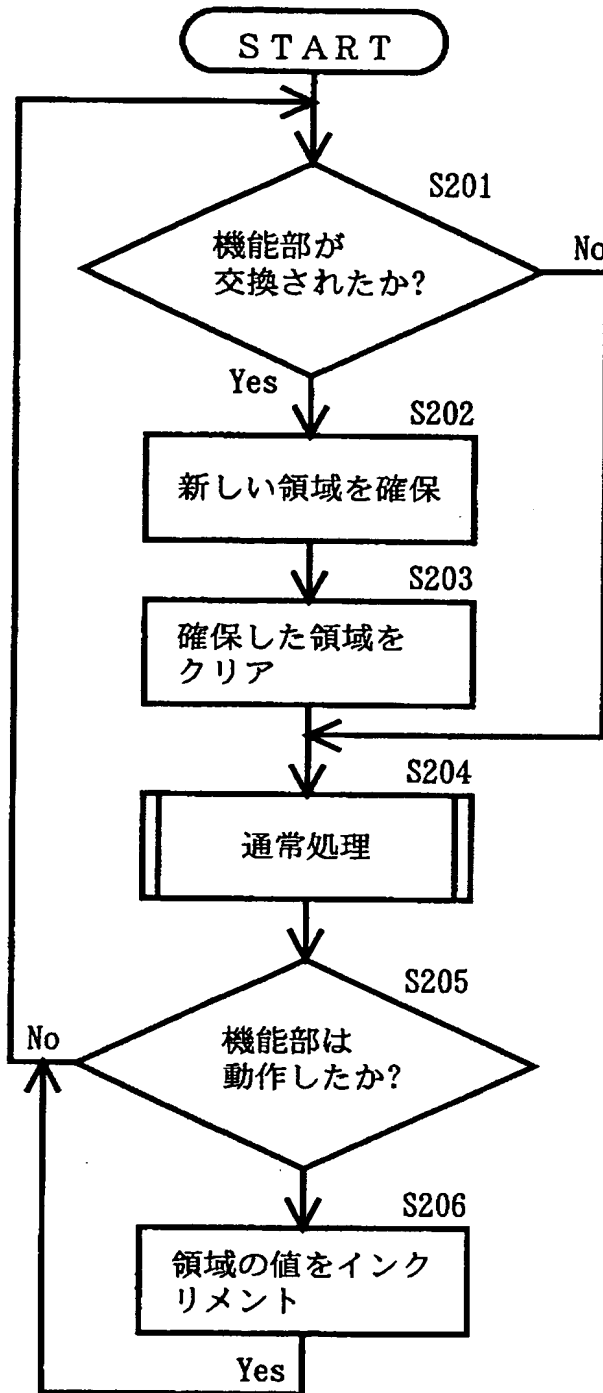 START
S201
機能部が
交換されたか?
No
Yes
S202
新しい領域を確保
S203
確保した領域を
クリア
S204
通常処理
S205
No
機能部は
動作したか?
S206
領域の値をインク
リメント
Yes